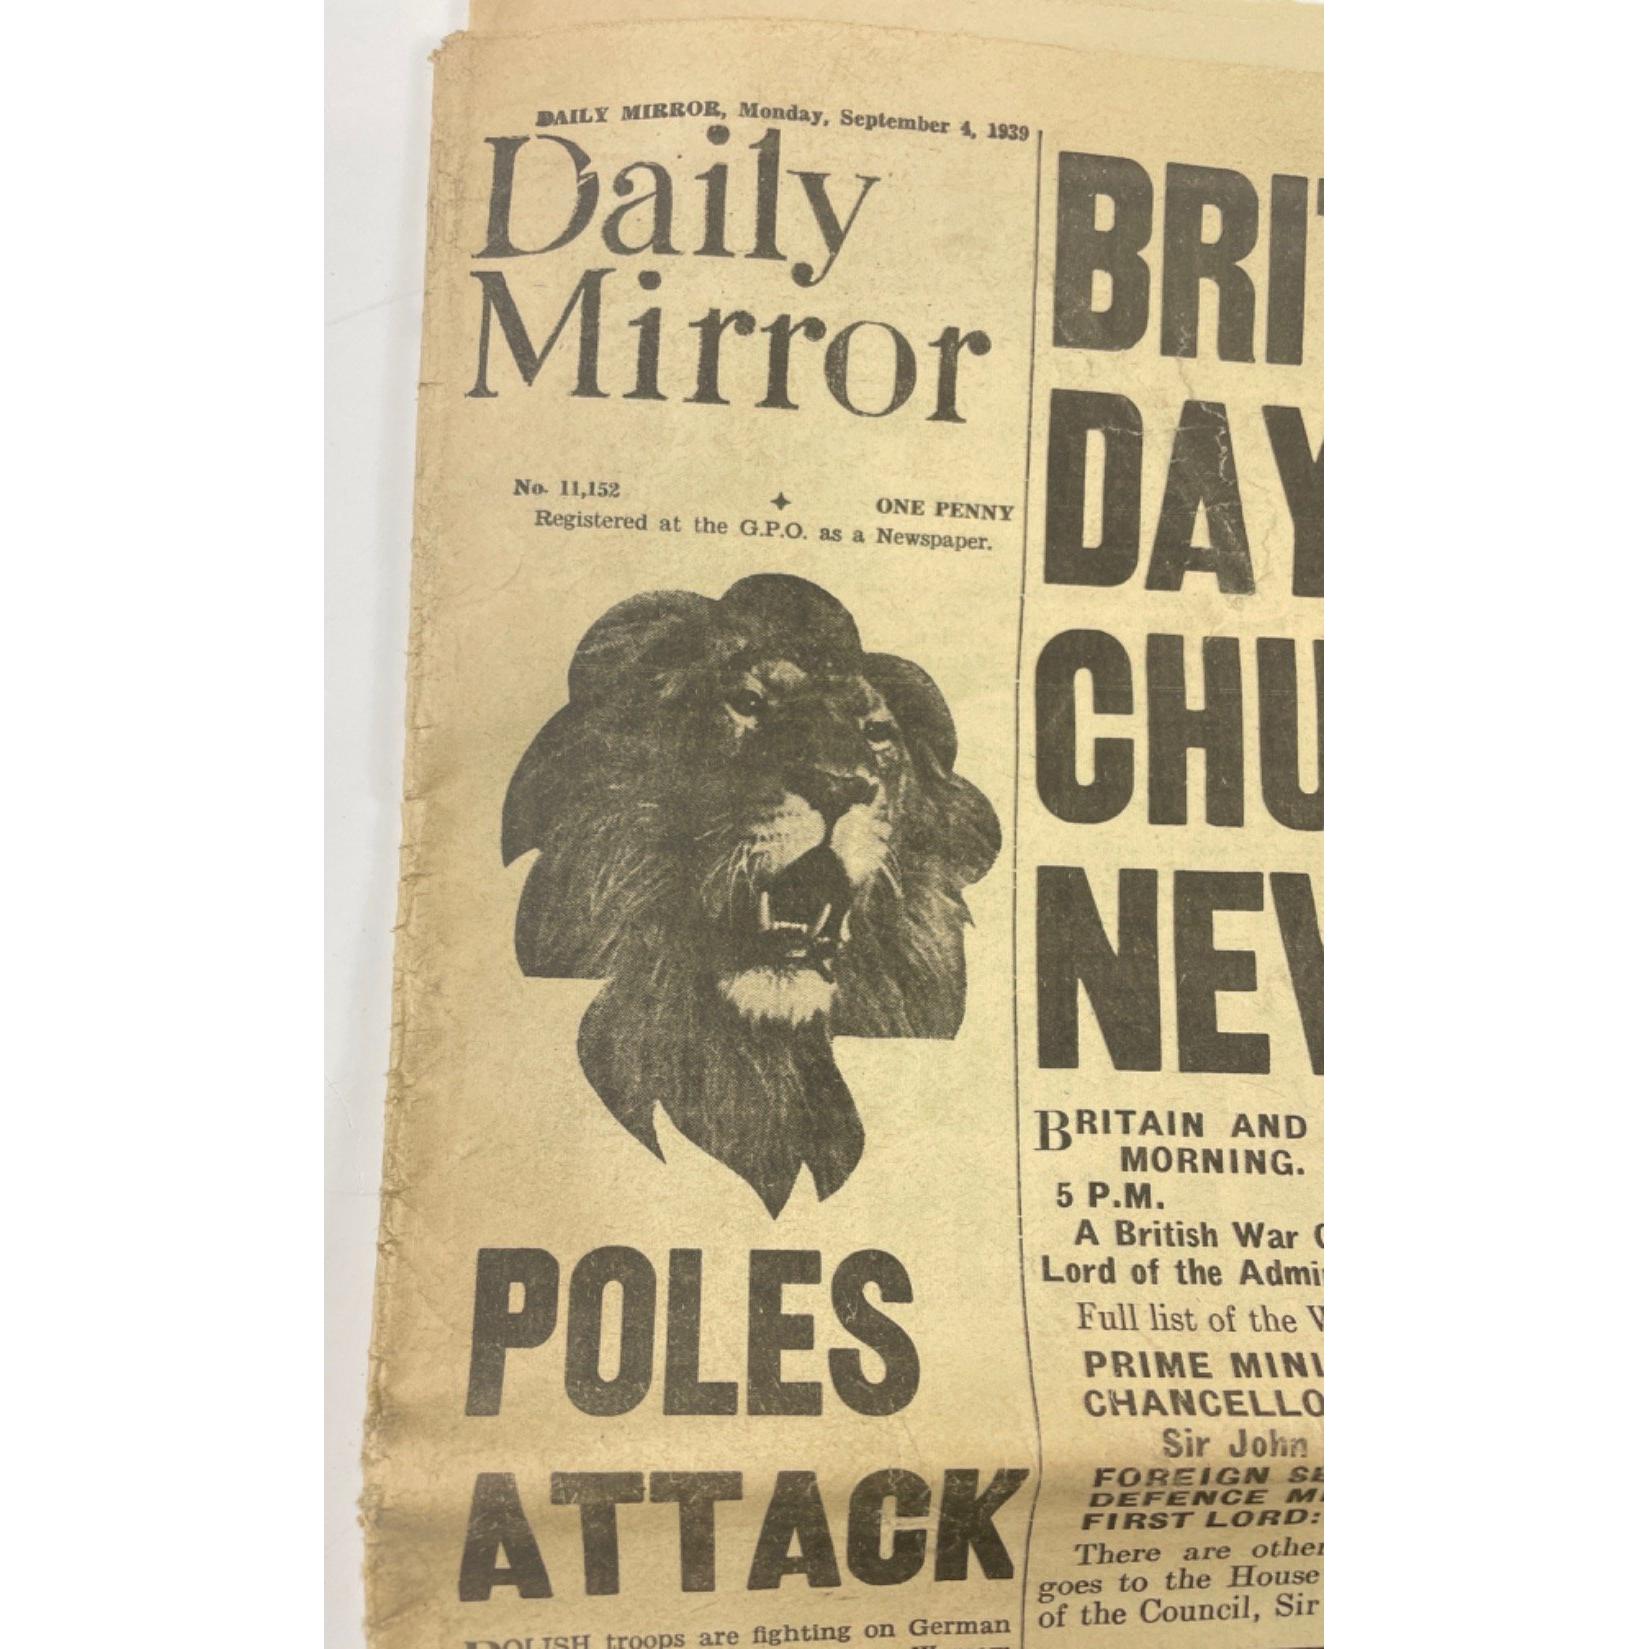 DAILY MIRROR, Monday, September 4, 1939
Daily
Mirror
No. 11,152
ONE PENNY
Registered at the G.P.O. as a Newspaper.
POLES
ATTACK
POLISH troops are fighting on German
BRI
DAY
CHU
NEW
BRITAIN AND
MORNING.
5 P.M.
A British War
Lord of the Admi
Full list of the
PRIME MINI
CHANCELLO
Sir John
FOREIGN SE
DEFENCE M
FIRST LORD:
There are other
goes to the House
of the Council, Sir